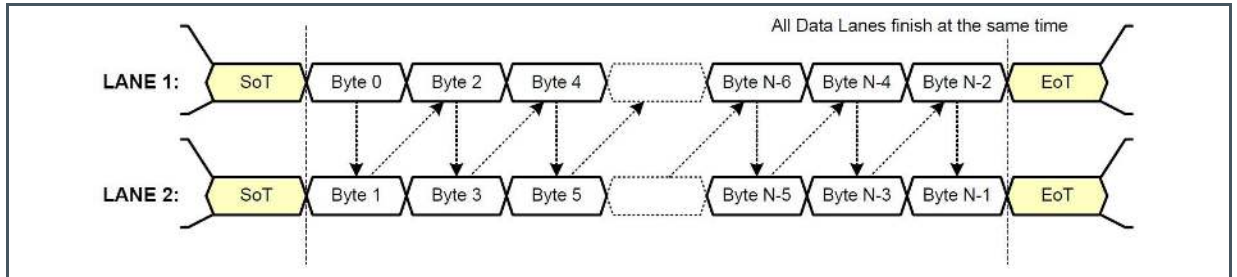 All Data Lanes finish at the same time
LANE 1: SoT Byte 0 Byte 2 Byte 4 Byte N-6 Byte N-4 Byte N-2 EoT
LANE 2: SoT Byte 1 Byte 3 Byte 5 Byte N-5 Byte N-3 Byte N-1 EoT